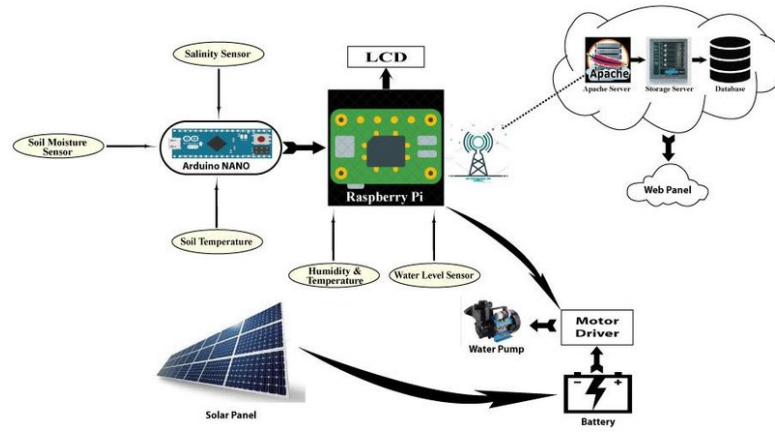 Salinity Sensor
LCD
Apache
Apache Server
Storage Server
Database
Soil Moisture
Sensor
Arduino NANO
Raspberry Pi
Web Panel
Soil Temperature
Humidity &
Temperature
Water Level Sensor
Motor
Driver
Water Pump
Solar Panel
Battery